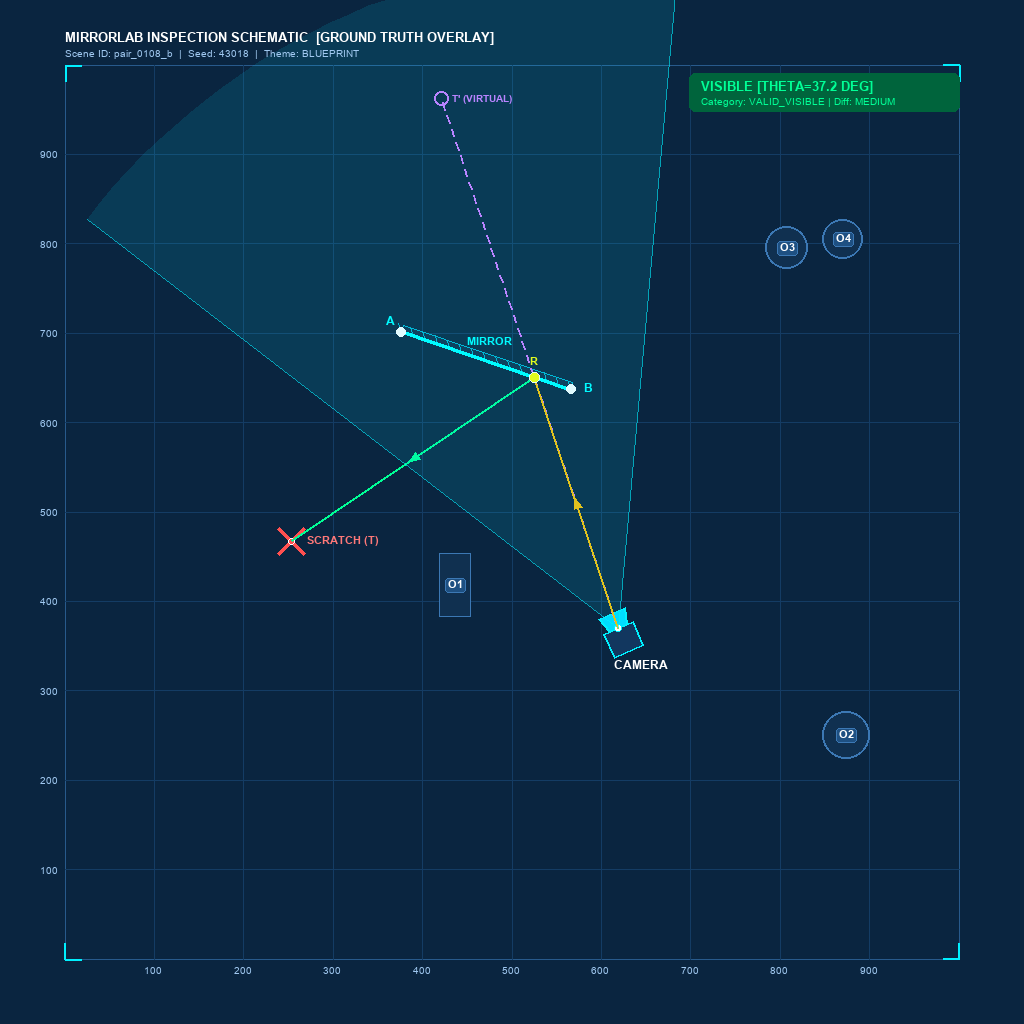 MIRRORLAB INSPECTION SCHEMATIC  [GROUND TRUTH OVERLAY]
Scene ID: pair_0108_b  |  Seed: 43018  |  Theme: BLUEPRINT
VISIBLE [THETA=37.2 DEG]
Category: VALID_VISIBLE | Diff: MEDIUM
T' (VIRTUAL)
900
800
O3
O4
700
A
MIRROR
R
B
600
500
SCRATCH (T)
O1
400
CAMERA
300
O2
200
100
100 200 300 400 500 600 700 800 900